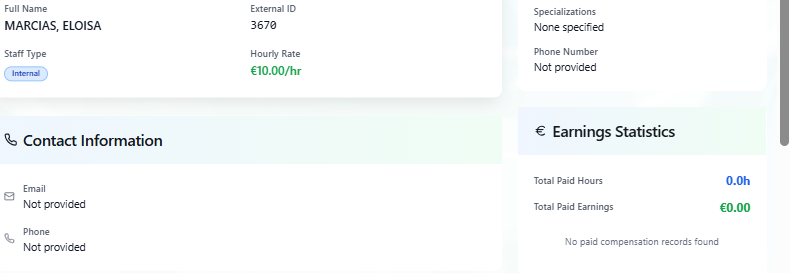 Full Name
MARCIAS, ELOISA
External ID
3670
Staff Type
Internal
Hourly Rate
€10.00/hr
Contact Information
Email
Not provided
Phone
Not provided
Specializations
None specified
Phone Number
Not provided
€ Earnings Statistics
Total Paid Hours
0.0h
Total Paid Earnings
€0.00
No paid compensation records found